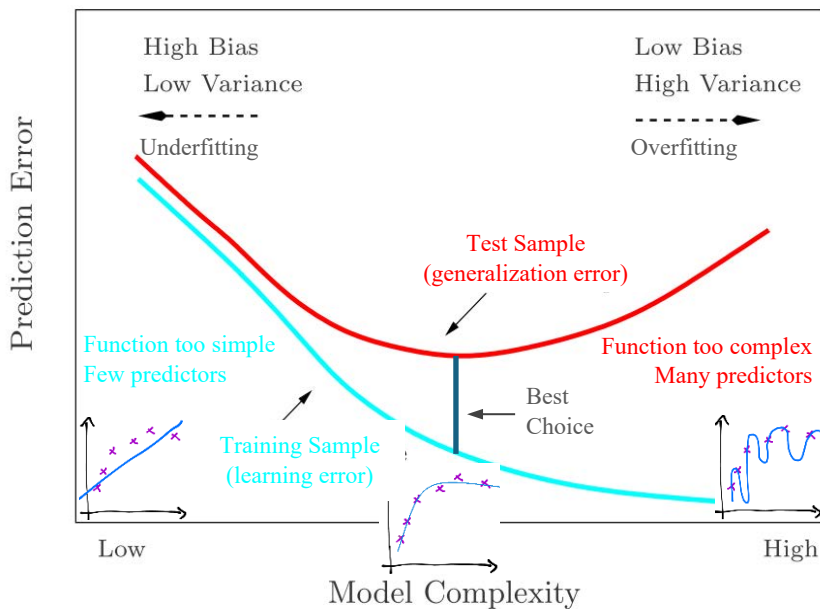 High Bias
Low Variance
Underfitting
Low Bias
High Variance
Overfitting
Prediction Error
Test Sample
(generalization error)
Function too simple
Few predictors
Function too complex
Many predictors
Best
Choice
Training Sample
(learning error)
Low
High
Model Complexity